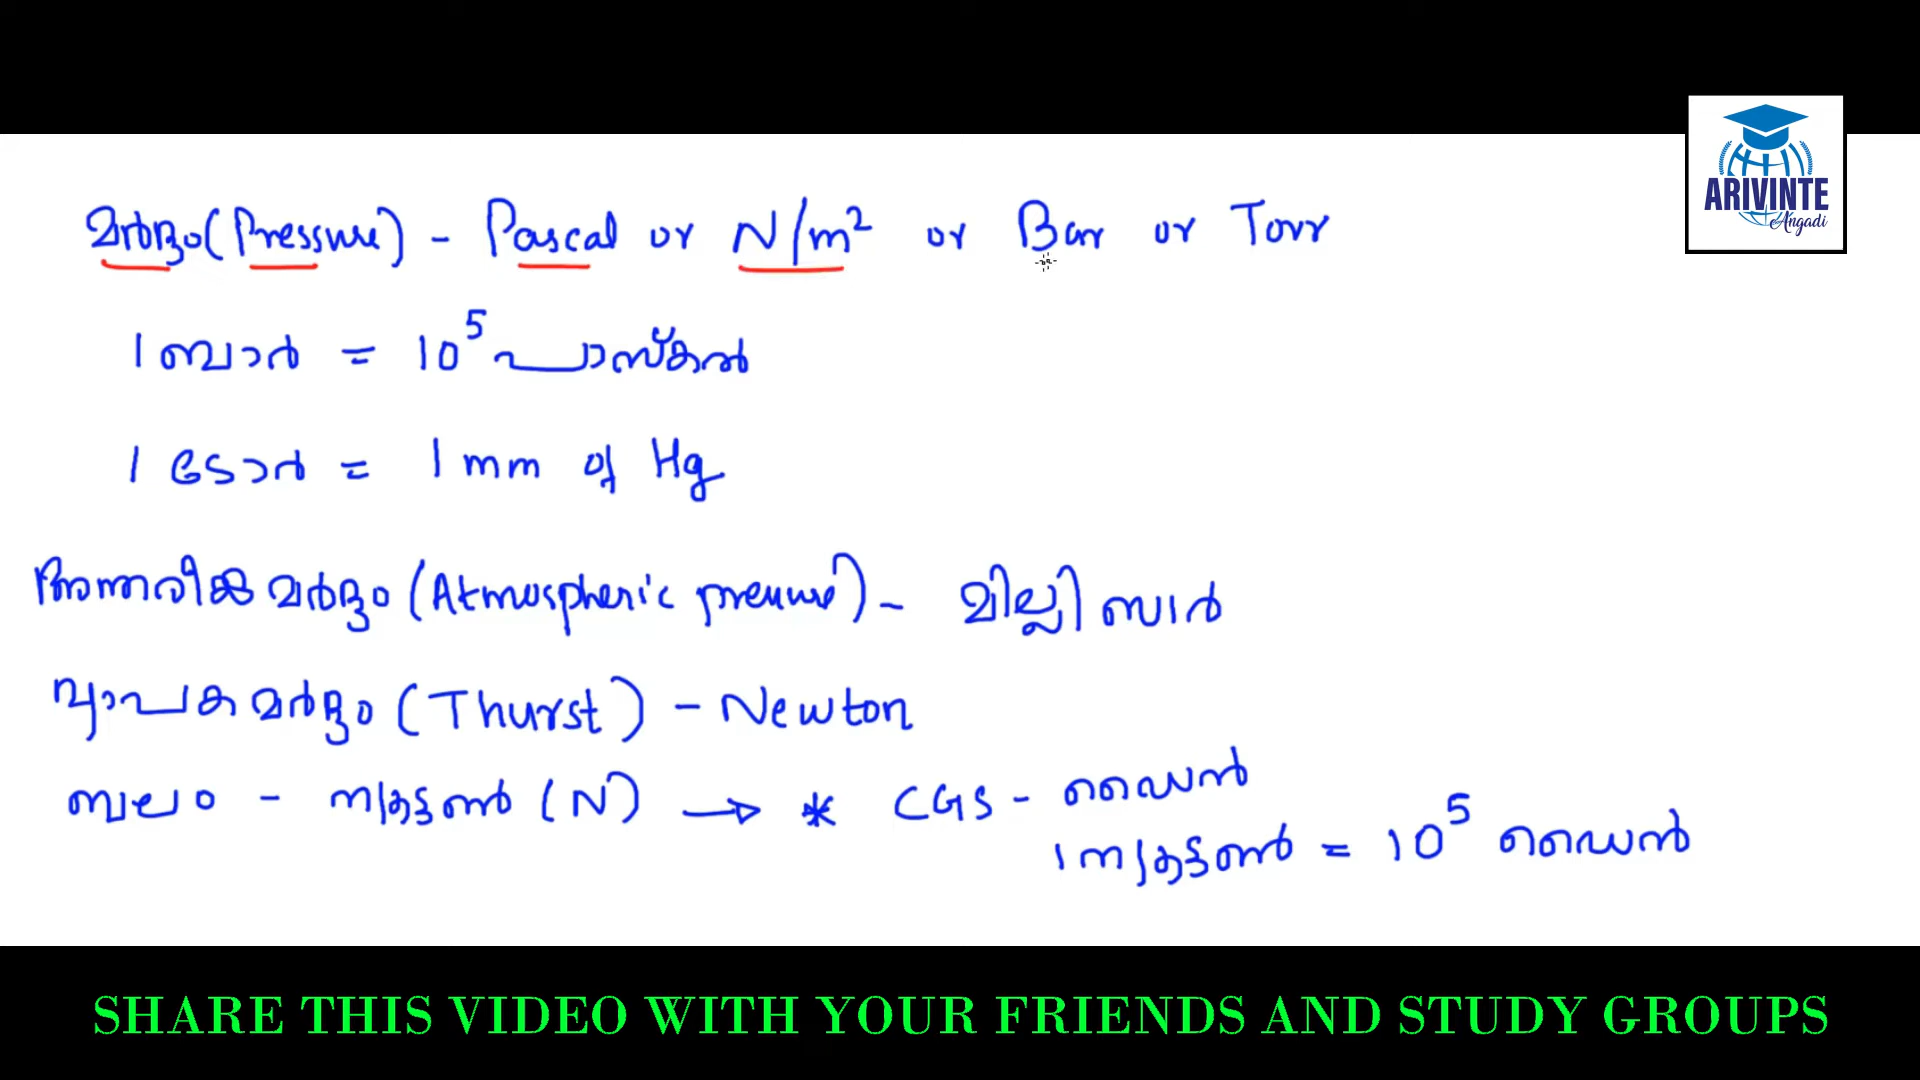 ARIVINTE
eAngadi
മർദ്ദം (Pressure) - Pascal or N/m² or Bar or Torr
1 ബാർ = 10⁵ പാസ്കൽ
1 ടോർ = 1 mm of Hg
അന്തരീക്ഷ മർദ്ദം (Atmospheric pressure) - മില്ലി ബാർ
വ്യാപക മർദ്ദം (Thurst) - Newton
ബലം - ന്യൂട്ടൺ (N) → * CGS - ഡൈൻ
1 ന്യൂട്ടൺ = 10⁵ ഡൈൻ
SHARE THIS VIDEO WITH YOUR FRIENDS AND STUDY GROUPS